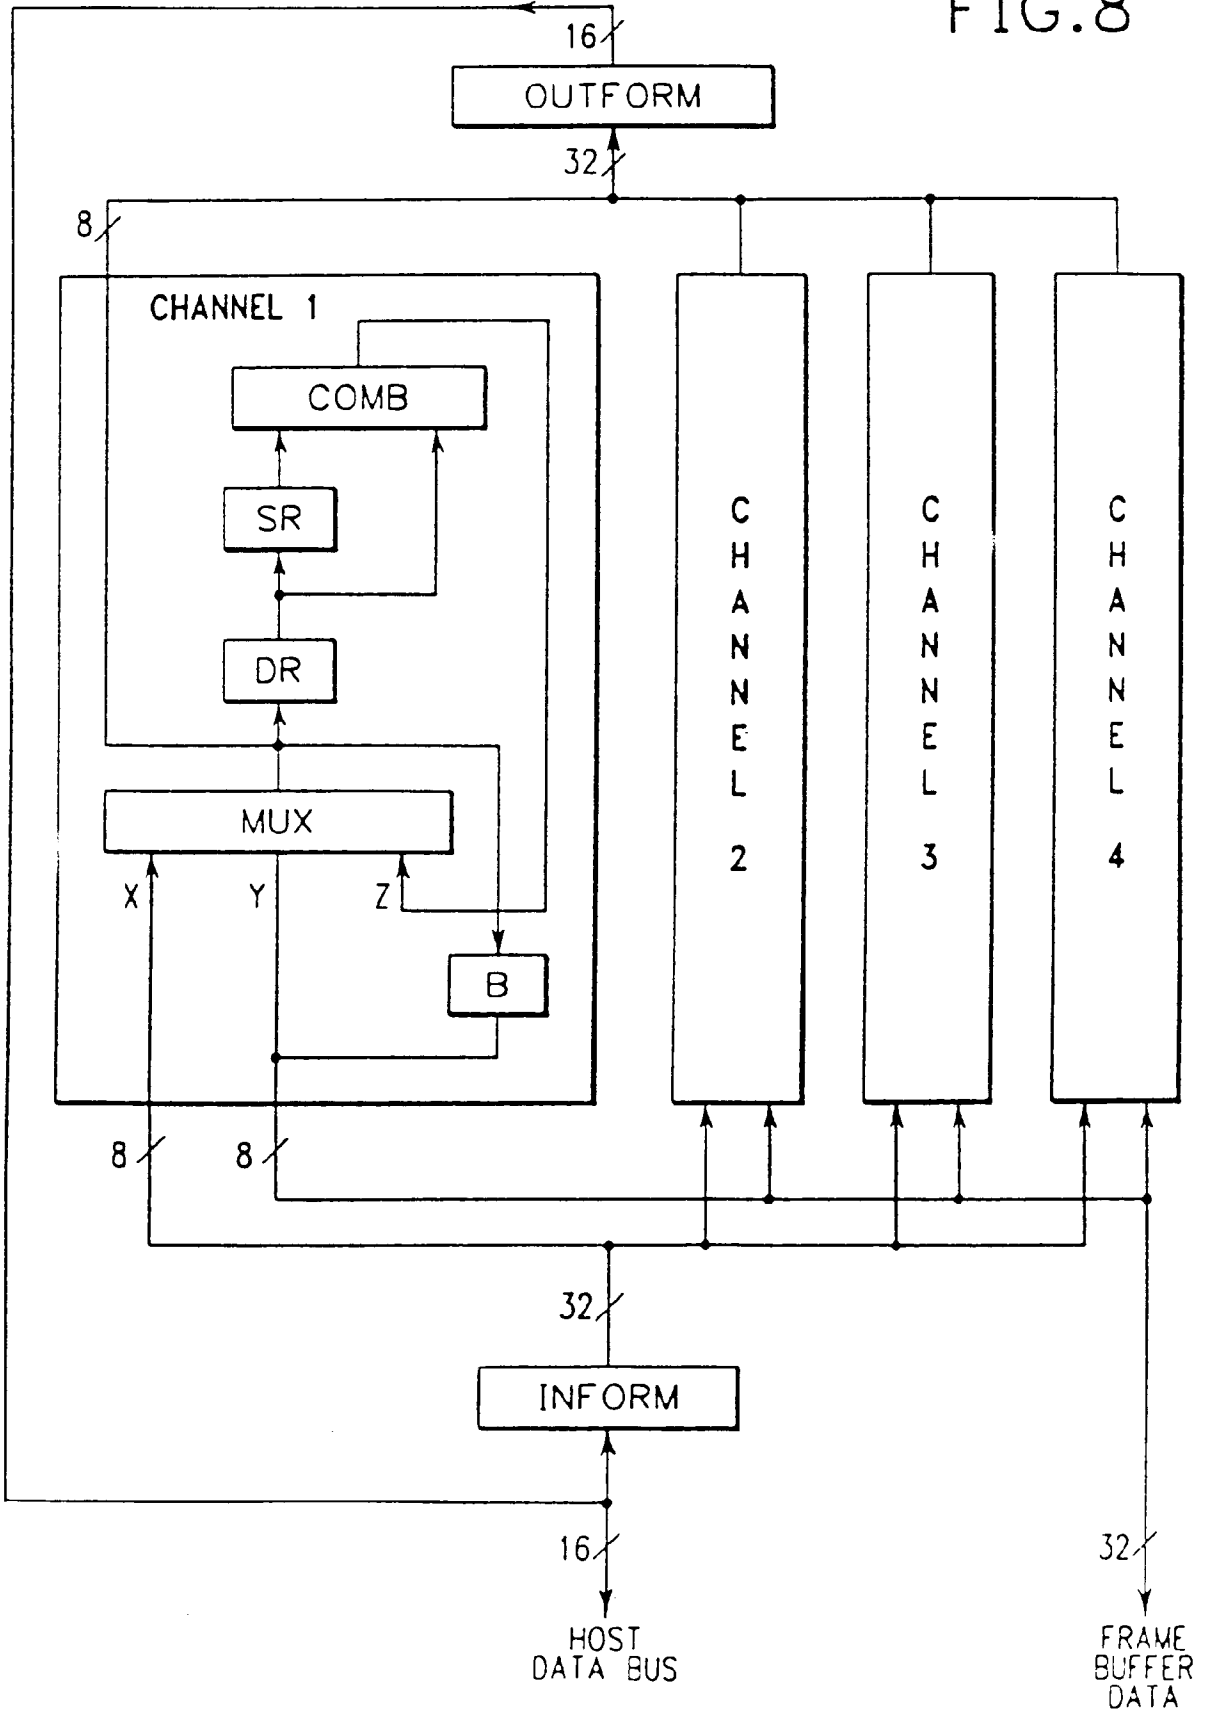 FIG.8
16
OUTFORM
32
8
CHANNEL 1
COMB
SR
DR
MUX
X
Y
Z
B
CHANNEL 2
CHANNEL 3
CHANNEL 4
8
8
32
INFORM
16
32
HOST
DATA BUS
FRAME
BUFFER
DATA